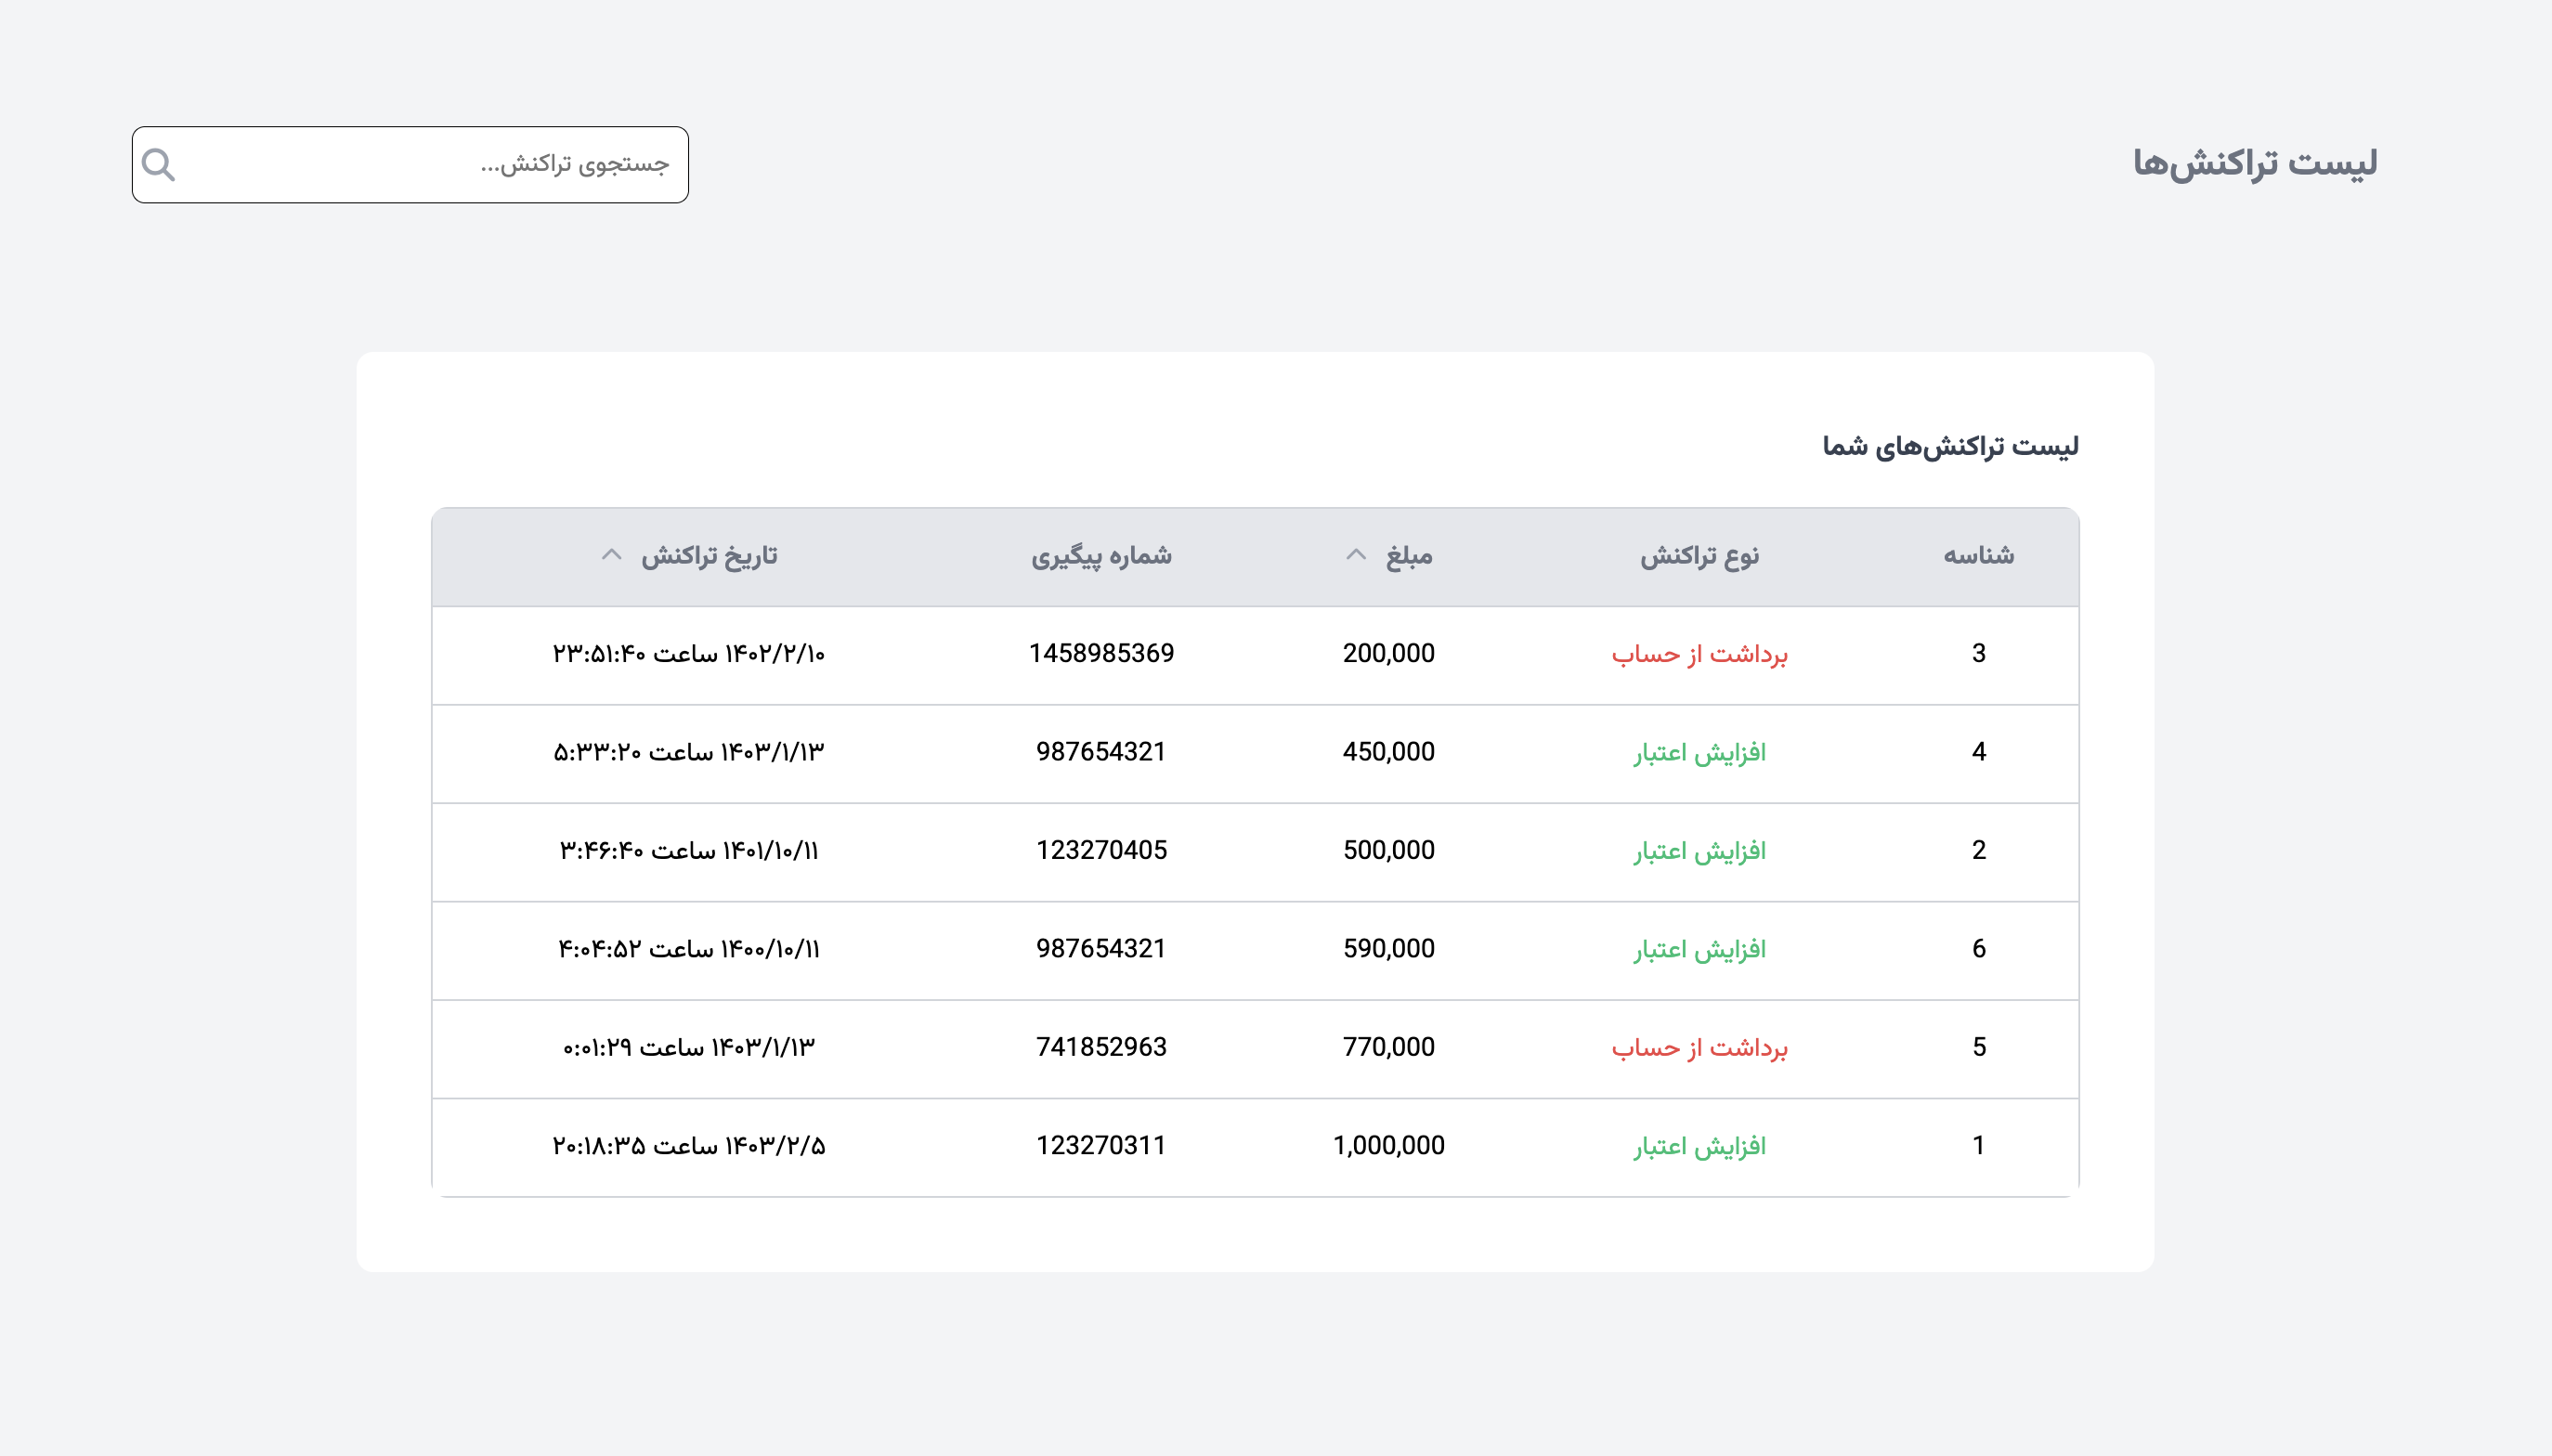 لیست تراکنش‌ها
جستجوی تراکنش...
لیست تراکنش‌های شما
شناسه نوع تراکنش مبلغ شماره پیگیری تاریخ تراکنش
3 برداشت از حساب 200,000 1458985369 ۱۴۰۲/۲/۱۰ ساعت ۲۳:۵۱:۴۰
4 افزایش اعتبار 450,000 987654321 ۱۴۰۳/۱/۱۳ ساعت ۵:۳۳:۲۰
2 افزایش اعتبار 500,000 123270405 ۱۴۰۱/۱۰/۱۱ ساعت ۳:۴۶:۴۰
6 افزایش اعتبار 590,000 987654321 ۱۴۰۰/۱۰/۱۱ ساعت ۴:۰۴:۵۲
5 برداشت از حساب 770,000 741852963 ۱۴۰۳/۱/۱۳ ساعت ۰:۰۱:۲۹
1 افزایش اعتبار 1,000,000 123270311 ۱۴۰۳/۲/۵ ساعت ۲۰:۱۸:۳۵